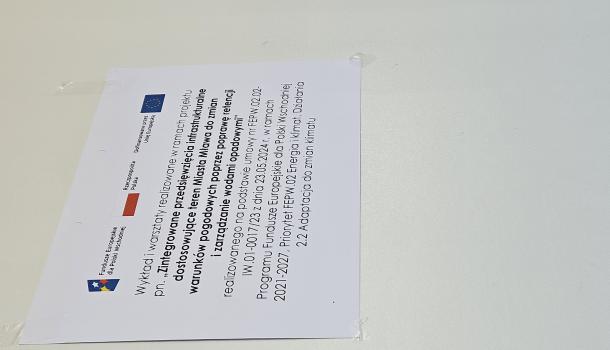 Fundusze Europejskie
dla Polski Wschodniej
Rzeczpospolita
Polska
Dofinansowane przez
Unię Europejską
Wykład i warsztaty realizowane w ramach projektu
pn. „Zintegrowane przedsięwzięcia infrastrukturalne
dostosowujące teren Miasta Mława do zmian
warunków pogodowych poprzez poprawę retencji
i zarządzanie wodami opadowymi"
realizowanego na podstawie umowy nr FEPW.02.02-
IW.01-0017/23 z dnia 23.05.2024 r. w ramach
Programu Fundusze Europejskie dla Polski Wschodniej
2021-2027, Priorytet FEPW.02 Energia i klimat, Działania
2.2 Adaptacja do zmian klimatu